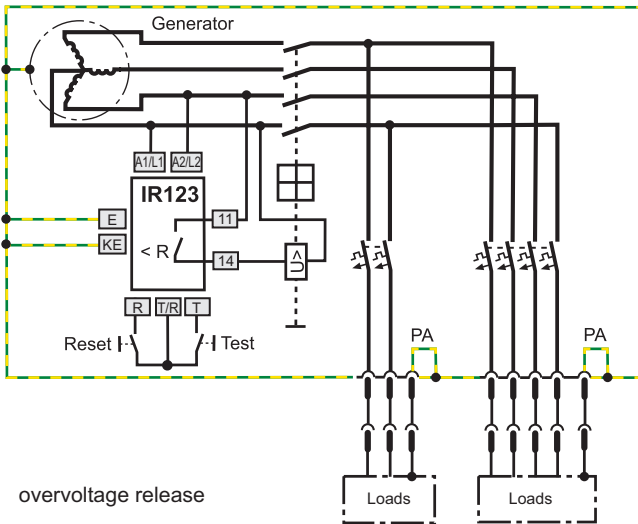 Generator
A1/L1 A2/L2
IR123
E
KE
11
< R
14
U>
R T/R T
Reset
Test
PA
PA
Loads
Loads
overvoltage release